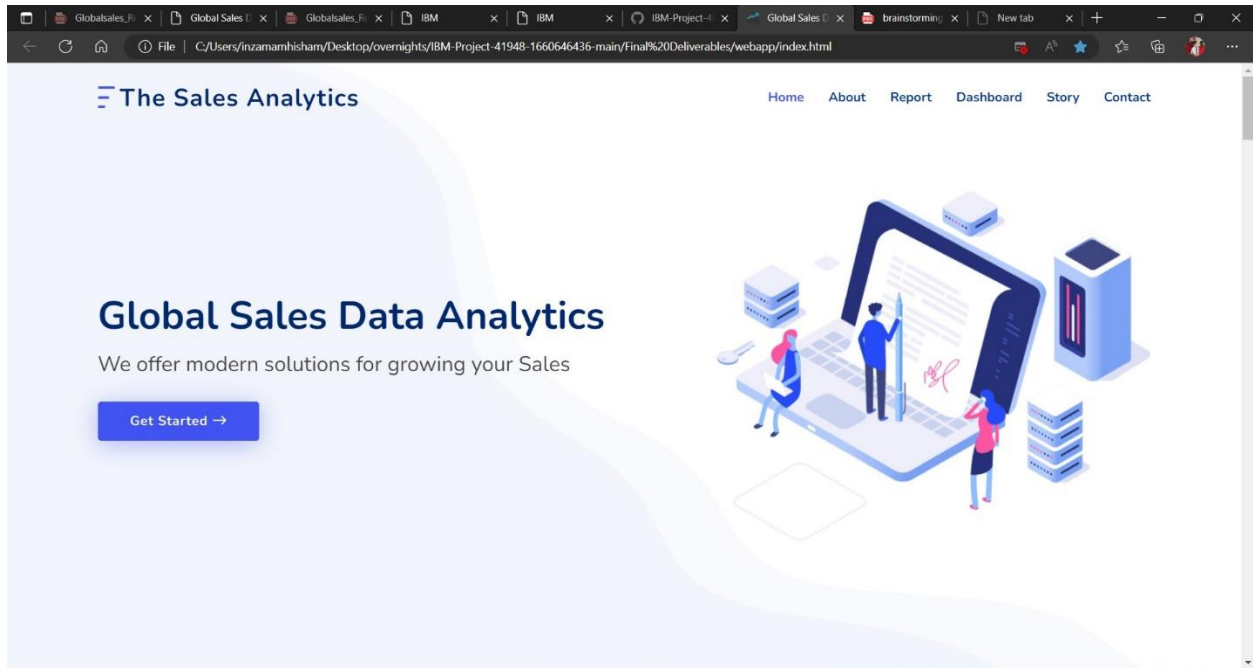 Globalsales_R
Global Sales D
Globalsales_R
IBM
IBM
IBM-Project-4
Global Sales D
brainstorming
New tab
File
C:/Users/inzamamhisham/Desktop/overnights/IBM-Project-41948-1660646436-main/Final%20Deliverables/webapp/index.html
The Sales Analytics
Home About Report Dashboard Story Contact
Global Sales Data Analytics
We offer modern solutions for growing your Sales
Get Started →